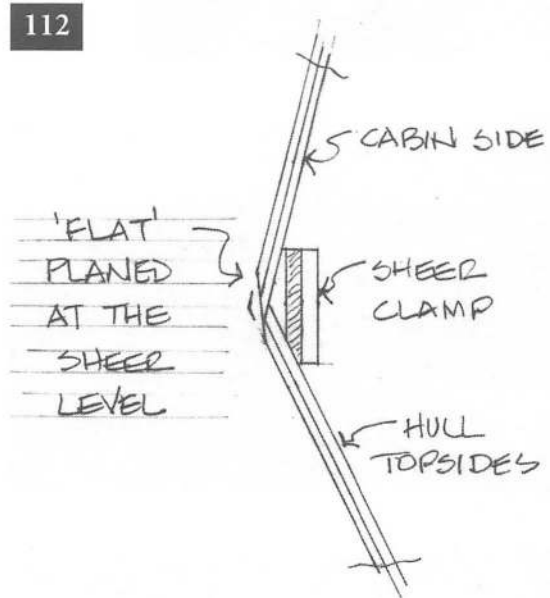 112
CABIN SIDE
'FLAT'
PLANED
AT THE
SHEER
LEVEL
SHEER
CLAMP
HULL
TOPSIDES